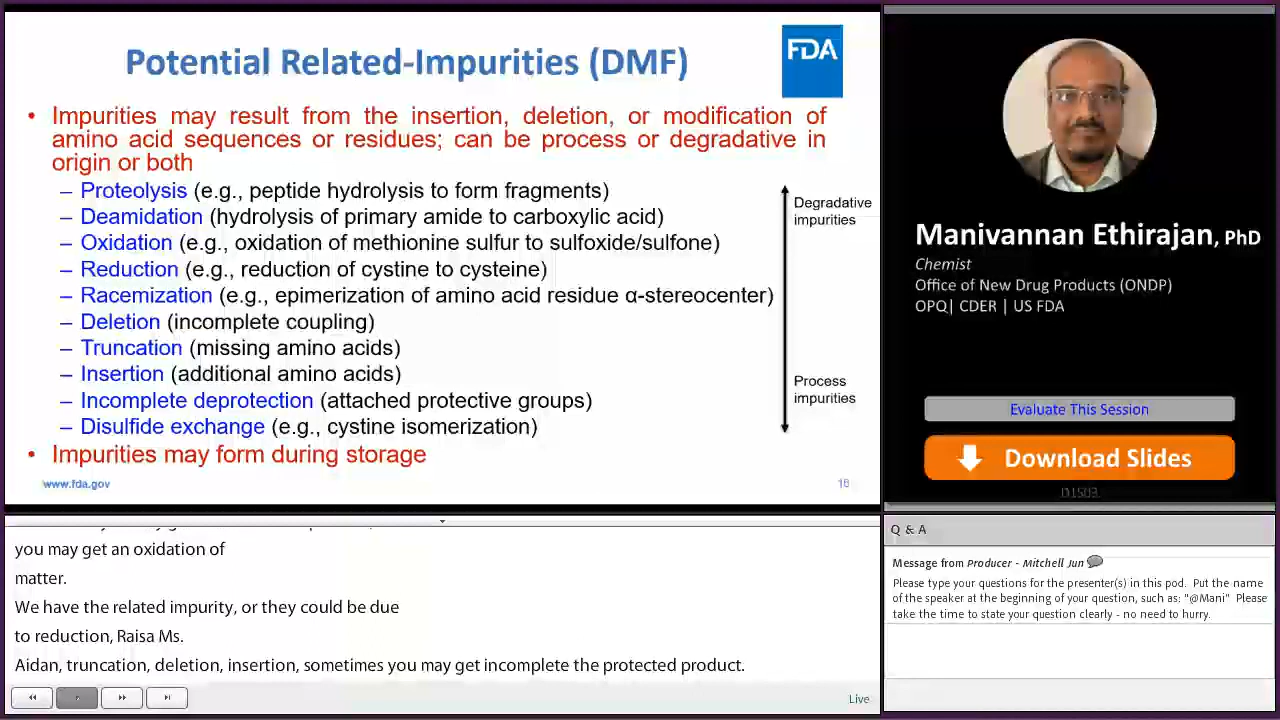 Potential Related-Impurities (DMF)
FDA
• Impurities may result from the insertion, deletion, or modification of
amino acid sequences or residues; can be process or degradative in
origin or both
– Proteolysis (e.g., peptide hydrolysis to form fragments)
– Deamidation (hydrolysis of primary amide to carboxylic acid)
– Oxidation (e.g., oxidation of methionine sulfur to sulfoxide/sulfone)
– Reduction (e.g., reduction of cystine to cysteine)
– Racemization (e.g., epimerization of amino acid residue α-stereocenter)
– Deletion (incomplete coupling)
– Truncation (missing amino acids)
– Insertion (additional amino acids)
– Incomplete deprotection (attached protective groups)
– Disulfide exchange (e.g., cystine isomerization)
• Impurities may form during storage
Degradative
impurities
Process
impurities
www.fda.gov
Manivannan Ethirajan, PhD
Chemist
Office of New Drug Products (ONDP)
OPQ| CDER | US FDA
Evaluate This Session
Download Slides
you may get an oxidation of
matter.
We have the related impurity, or they could be due
to reduction, Raisa Ms.
Aidan, truncation, deletion, insertion, sometimes you may get incomplete the protected product.
Live
Q & A
Message from Producer - Mitchell Jun
Please type your questions for the presenter(s) in this pod. Put the name
of the speaker at the beginning of your question, such as: "@Mani" Please
take the time to state your question clearly - no need to hurry.